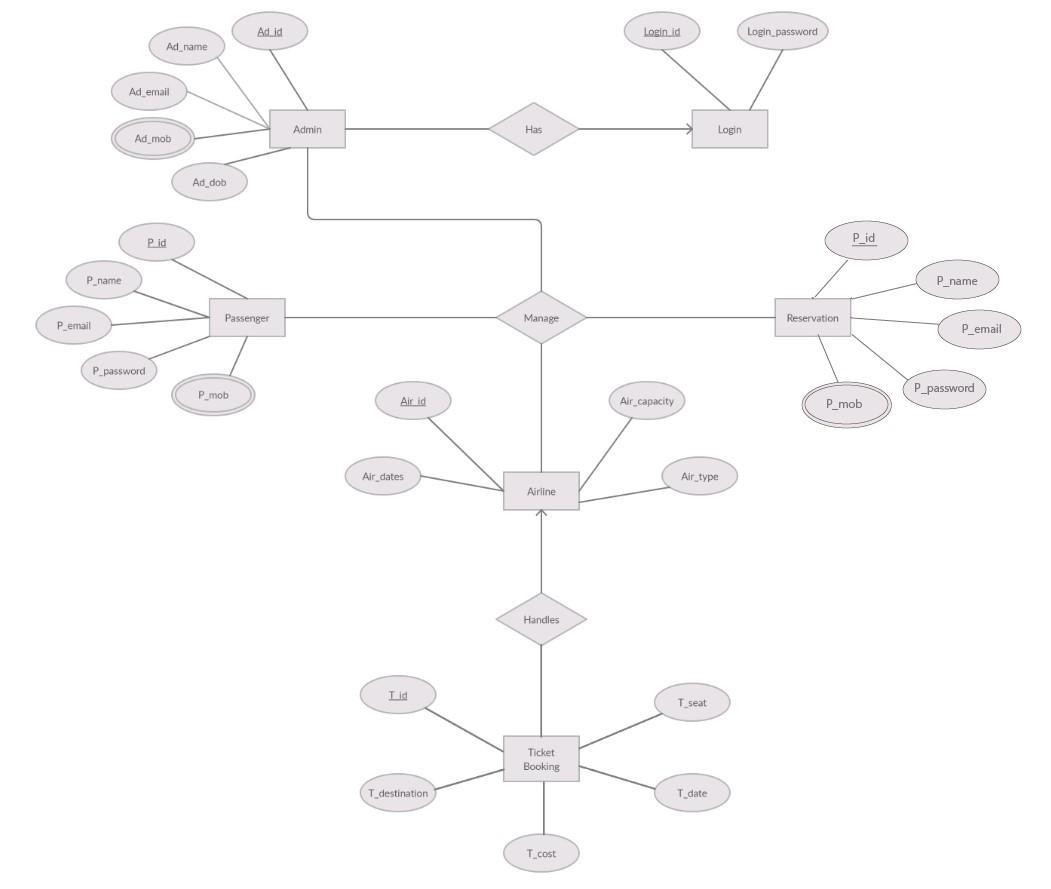 Ad_id
Login_id
Login_password
Ad_name
Ad_email
Admin
Has
Login
Ad_mob
Ad_dob
P_id
P_id
P_name
P_name
P_email
Passenger
Manage
Reservation
P_email
P_password
P_password
P_mob
P_mob
Air_id
Air_capacity
Air_dates
Airline
Air_type
Handles
T_id
T_seat
Ticket
Booking
T_destination
T_date
T_cost